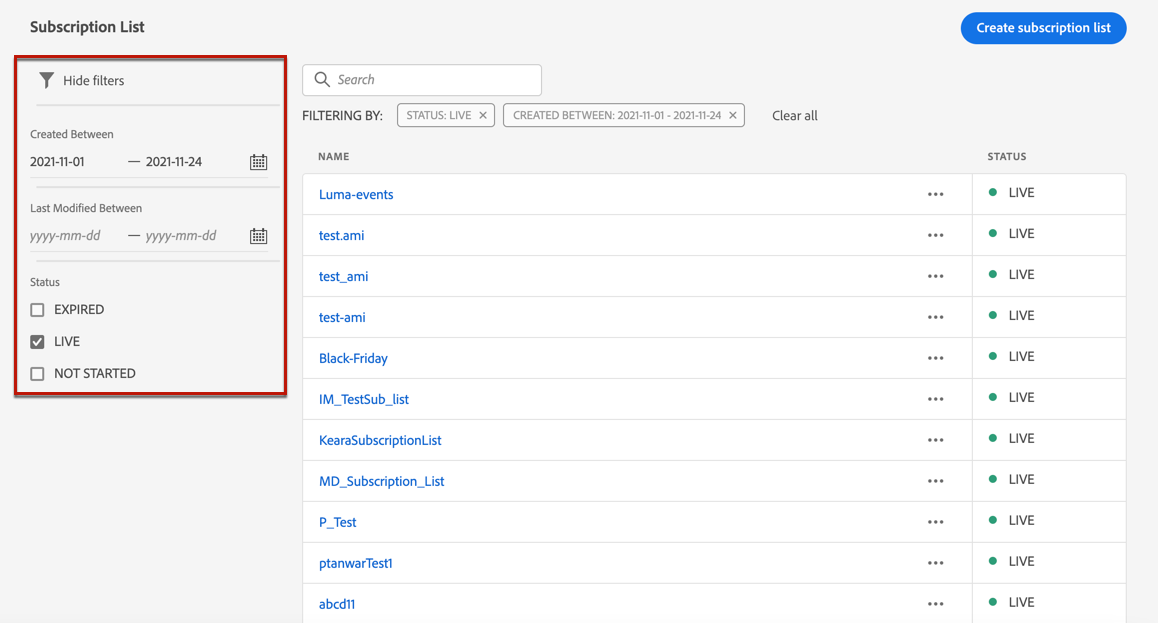 Subscription List
Create subscription list
Hide filters
Created Between
2021-11-01 — 2021-11-24
Last Modified Between
yyyy-mm-dd — yyyy-mm-dd
Status
EXPIRED
LIVE
NOT STARTED
Search
FILTERING BY: STATUS: LIVE × CREATED BETWEEN: 2021-11-01 - 2021-11-24 × Clear all
NAME STATUS
Luma-events ••• LIVE
test.ami ••• LIVE
test_ami ••• LIVE
test-ami ••• LIVE
Black-Friday ••• LIVE
IM_TestSub_list ••• LIVE
KearaSubscriptionList ••• LIVE
MD_Subscription_List ••• LIVE
P_Test ••• LIVE
ptanwarTest1 ••• LIVE
abcd11 ••• LIVE